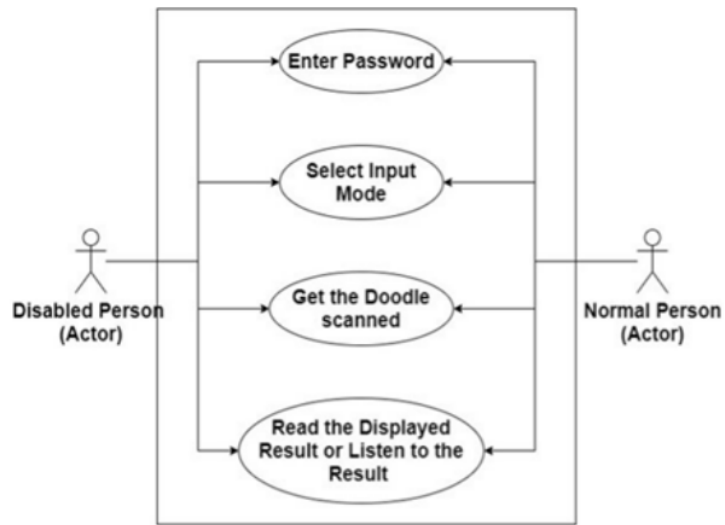 Enter Password
Select Input
Mode
Get the Doodle
scanned
Disabled Person
(Actor)
Normal Person
(Actor)
Read the Displayed
Result or Listen to the
Result